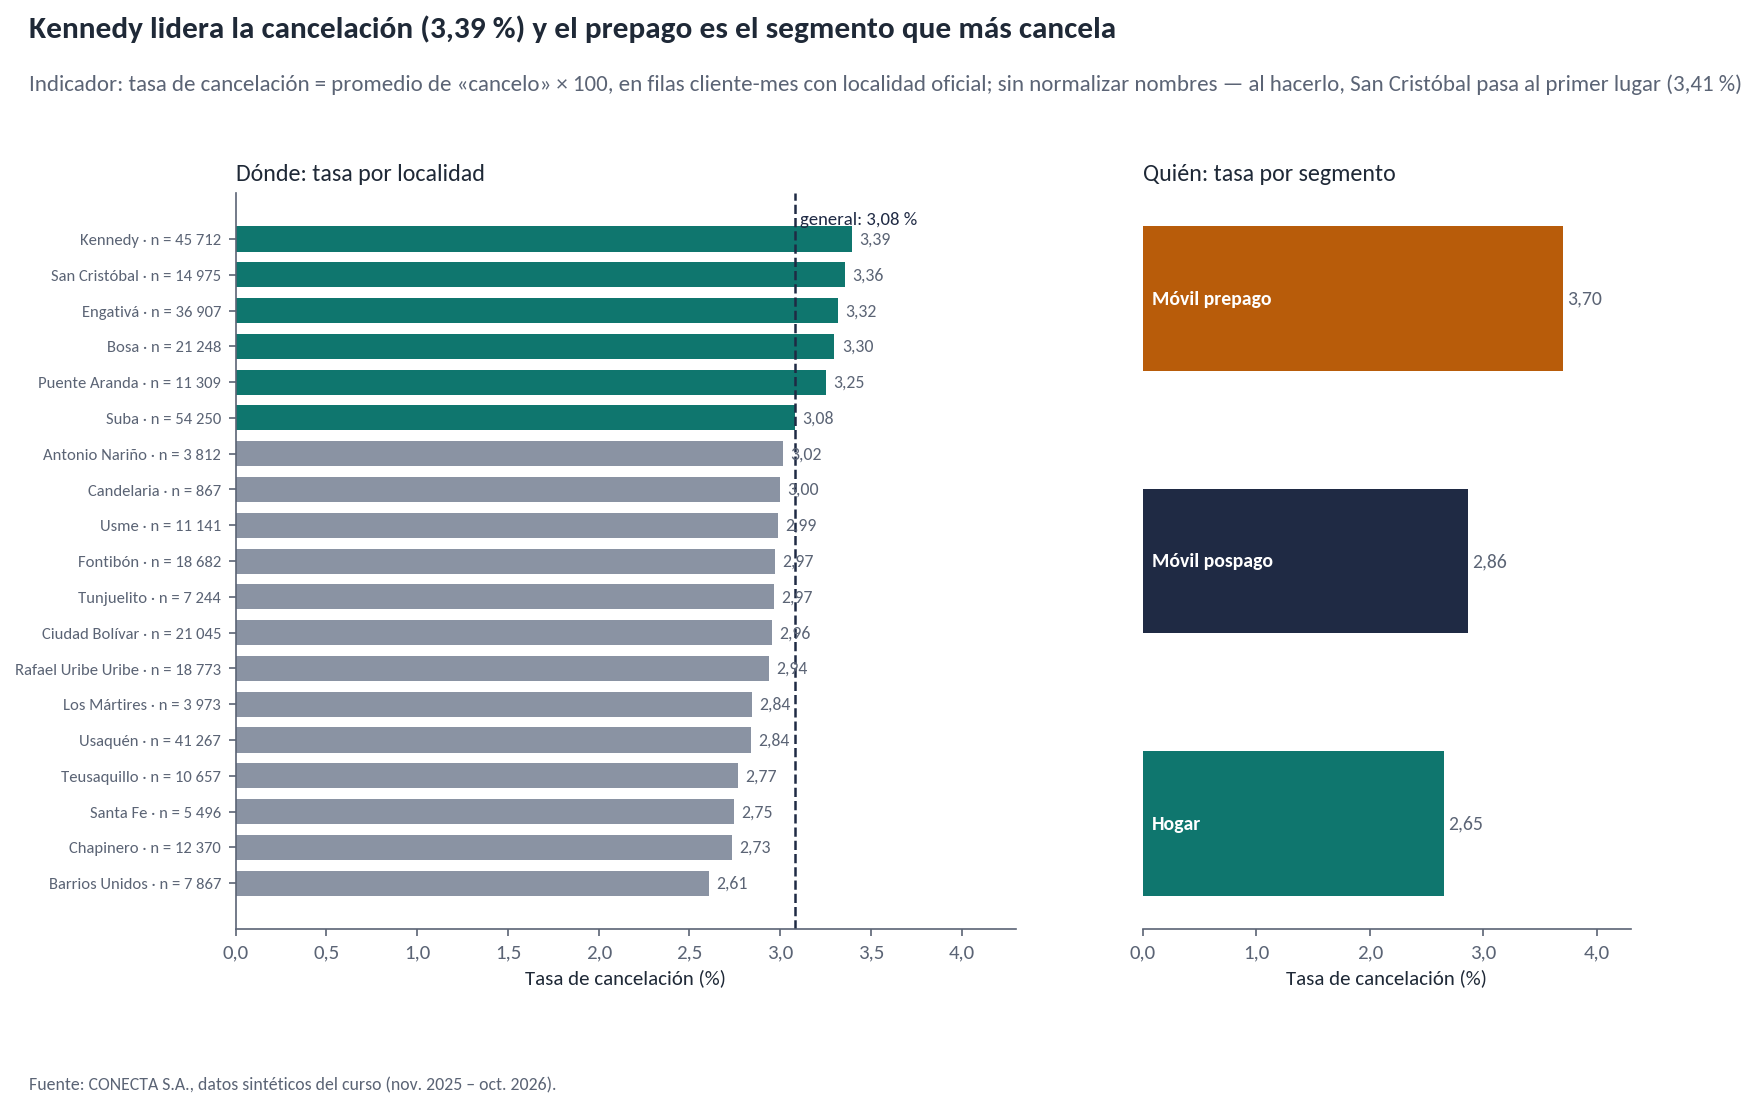 Kennedy lidera la cancelación (3,39 %) y el prepago es el segmento que más cancela
Indicador: tasa de cancelación = promedio de «cancelo» × 100, en filas cliente-mes con localidad oficial; sin normalizar nombres — al hacerlo, San Cristóbal pasa al primer lugar (3,41 %)
Dónde: tasa por localidad
general: 3,08 %
Kennedy · n = 45 712 3,39
San Cristóbal · n = 14 975 3,36
Engativá · n = 36 907 3,32
Bosa · n = 21 248 3,30
Puente Aranda · n = 11 309 3,25
Suba · n = 54 250 3,08
Antonio Nariño · n = 3 812 3,02
Candelaria · n = 867 3,00
Usme · n = 11 141 2,99
Fontibón · n = 18 682 2,97
Tunjuelito · n = 7 244 2,97
Ciudad Bolívar · n = 21 045 2,96
Rafael Uribe Uribe · n = 18 773 2,94
Los Mártires · n = 3 973 2,84
Usaquén · n = 41 267 2,84
Teusaquillo · n = 10 657 2,77
Santa Fe · n = 5 496 2,75
Chapinero · n = 12 370 2,73
Barrios Unidos · n = 7 867 2,61
0,0 0,5 1,0 1,5 2,0 2,5 3,0 3,5 4,0
Tasa de cancelación (%)
Quién: tasa por segmento
Móvil prepago 3,70
Móvil pospago 2,86
Hogar 2,65
0,0 1,0 2,0 3,0 4,0
Tasa de cancelación (%)
Fuente: CONECTA S.A., datos sintéticos del curso (nov. 2025 – oct. 2026).